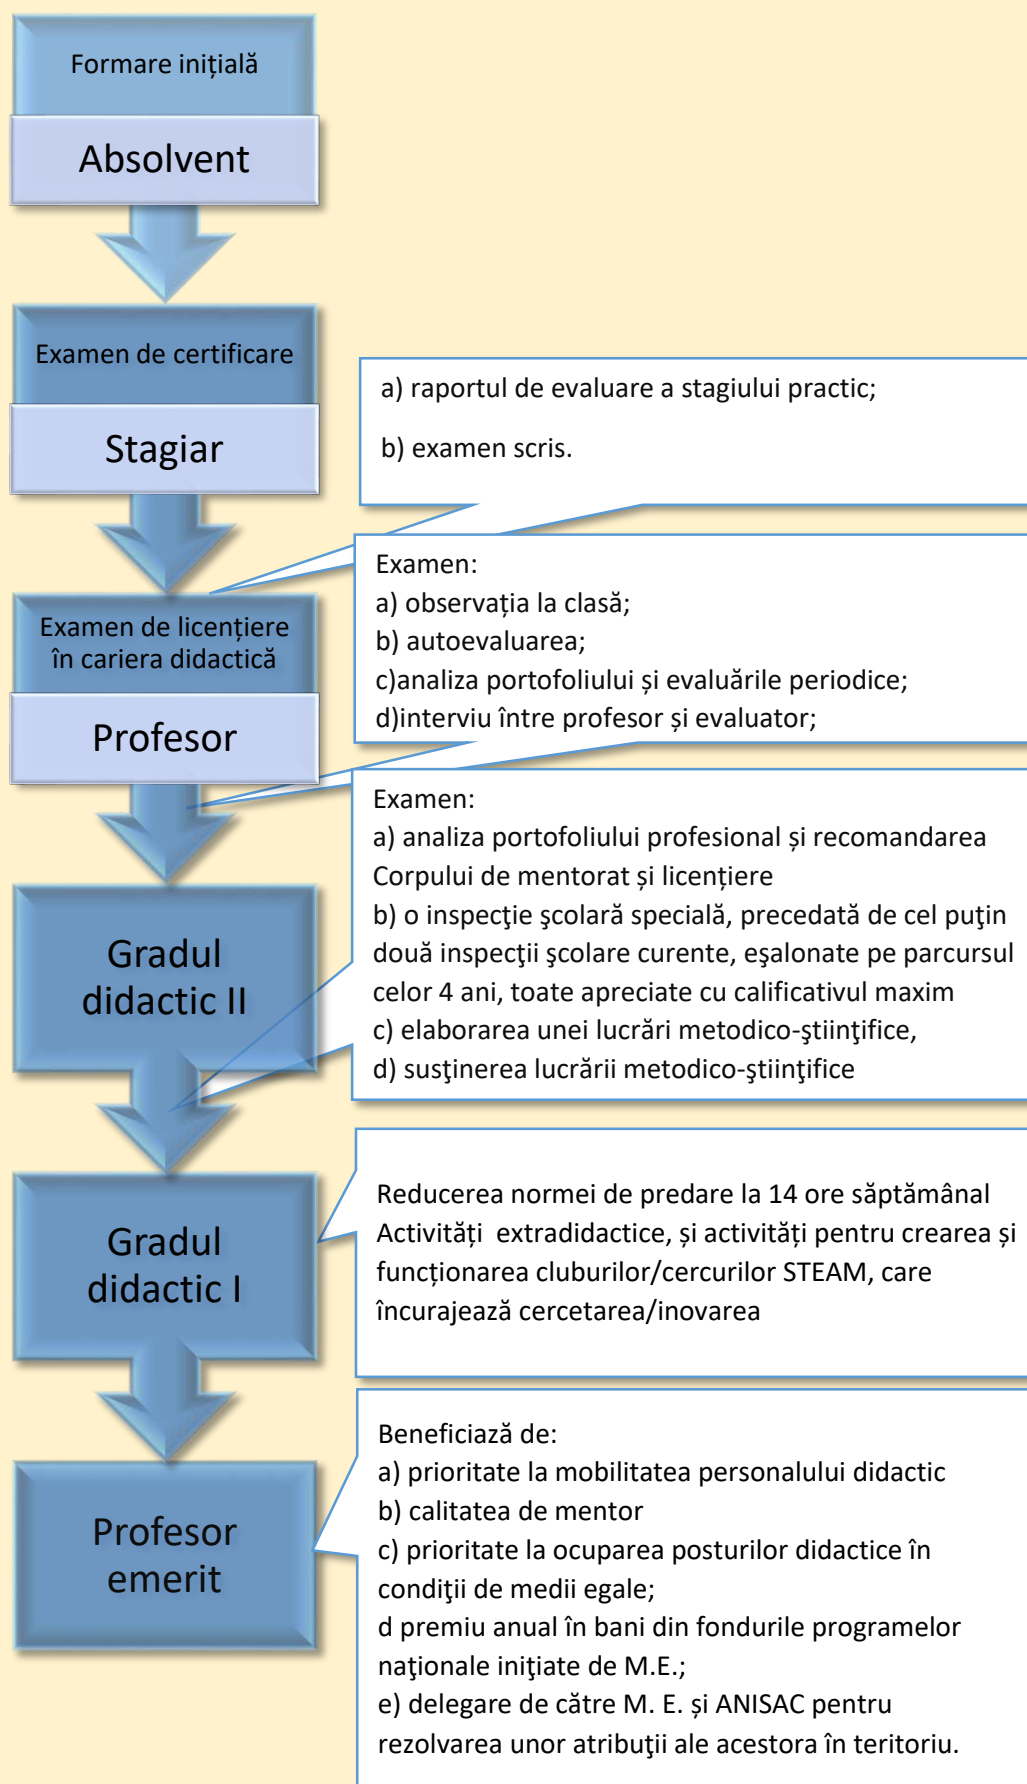 Formare inițială
Absolvent
Examen de certificare
Stagiar
a) raportul de evaluare a stagiului practic;
b) examen scris.
Examen de licențiere
în cariera didactică
Profesor
Examen:
a) observația la clasă;
b) autoevaluarea;
c)analiza portofoliului și evaluările periodice;
d)interviu între profesor și evaluator;
Gradul
didactic II
Examen:
a) analiza portofoliului profesional și recomandarea
Corpului de mentorat și licențiere
b) o inspecție şcolară specială, precedată de cel puţin
două inspecţii şcolare curente, eşalonate pe parcursul
celor 4 ani, toate apreciate cu calificativul maxim
c) elaborarea unei lucrări metodico-ştiinţifice,
d) susţinerea lucrării metodico-ştiinţifice
Gradul
didactic I
Reducerea normei de predare la 14 ore săptămânal
Activități  extradidactice, și activități pentru crearea și
funcționarea cluburilor/cercurilor STEAM, care
încurajează cercetarea/inovarea
Profesor
emerit
Beneficiază de:
a) prioritate la mobilitatea personalului didactic
b) calitatea de mentor
c) prioritate la ocuparea posturilor didactice în
condiţii de medii egale;
d premiu anual în bani din fondurile programelor
naţionale iniţiate de M.E.;
e) delegare de către M. E. și ANISAC pentru
rezolvarea unor atribuţii ale acestora în teritoriu.